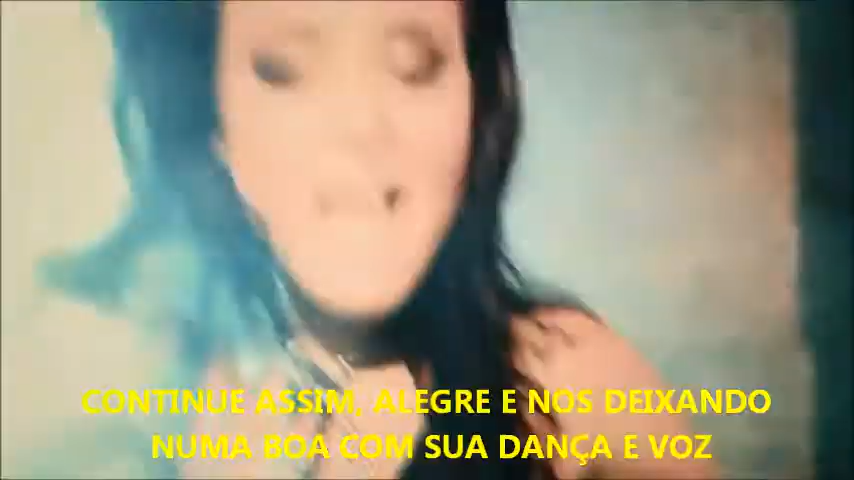 CONTINUE ASSIM, ALEGRE E NOS DEIXANDO
NUMA BOA COM SUA DANÇA E VOZ